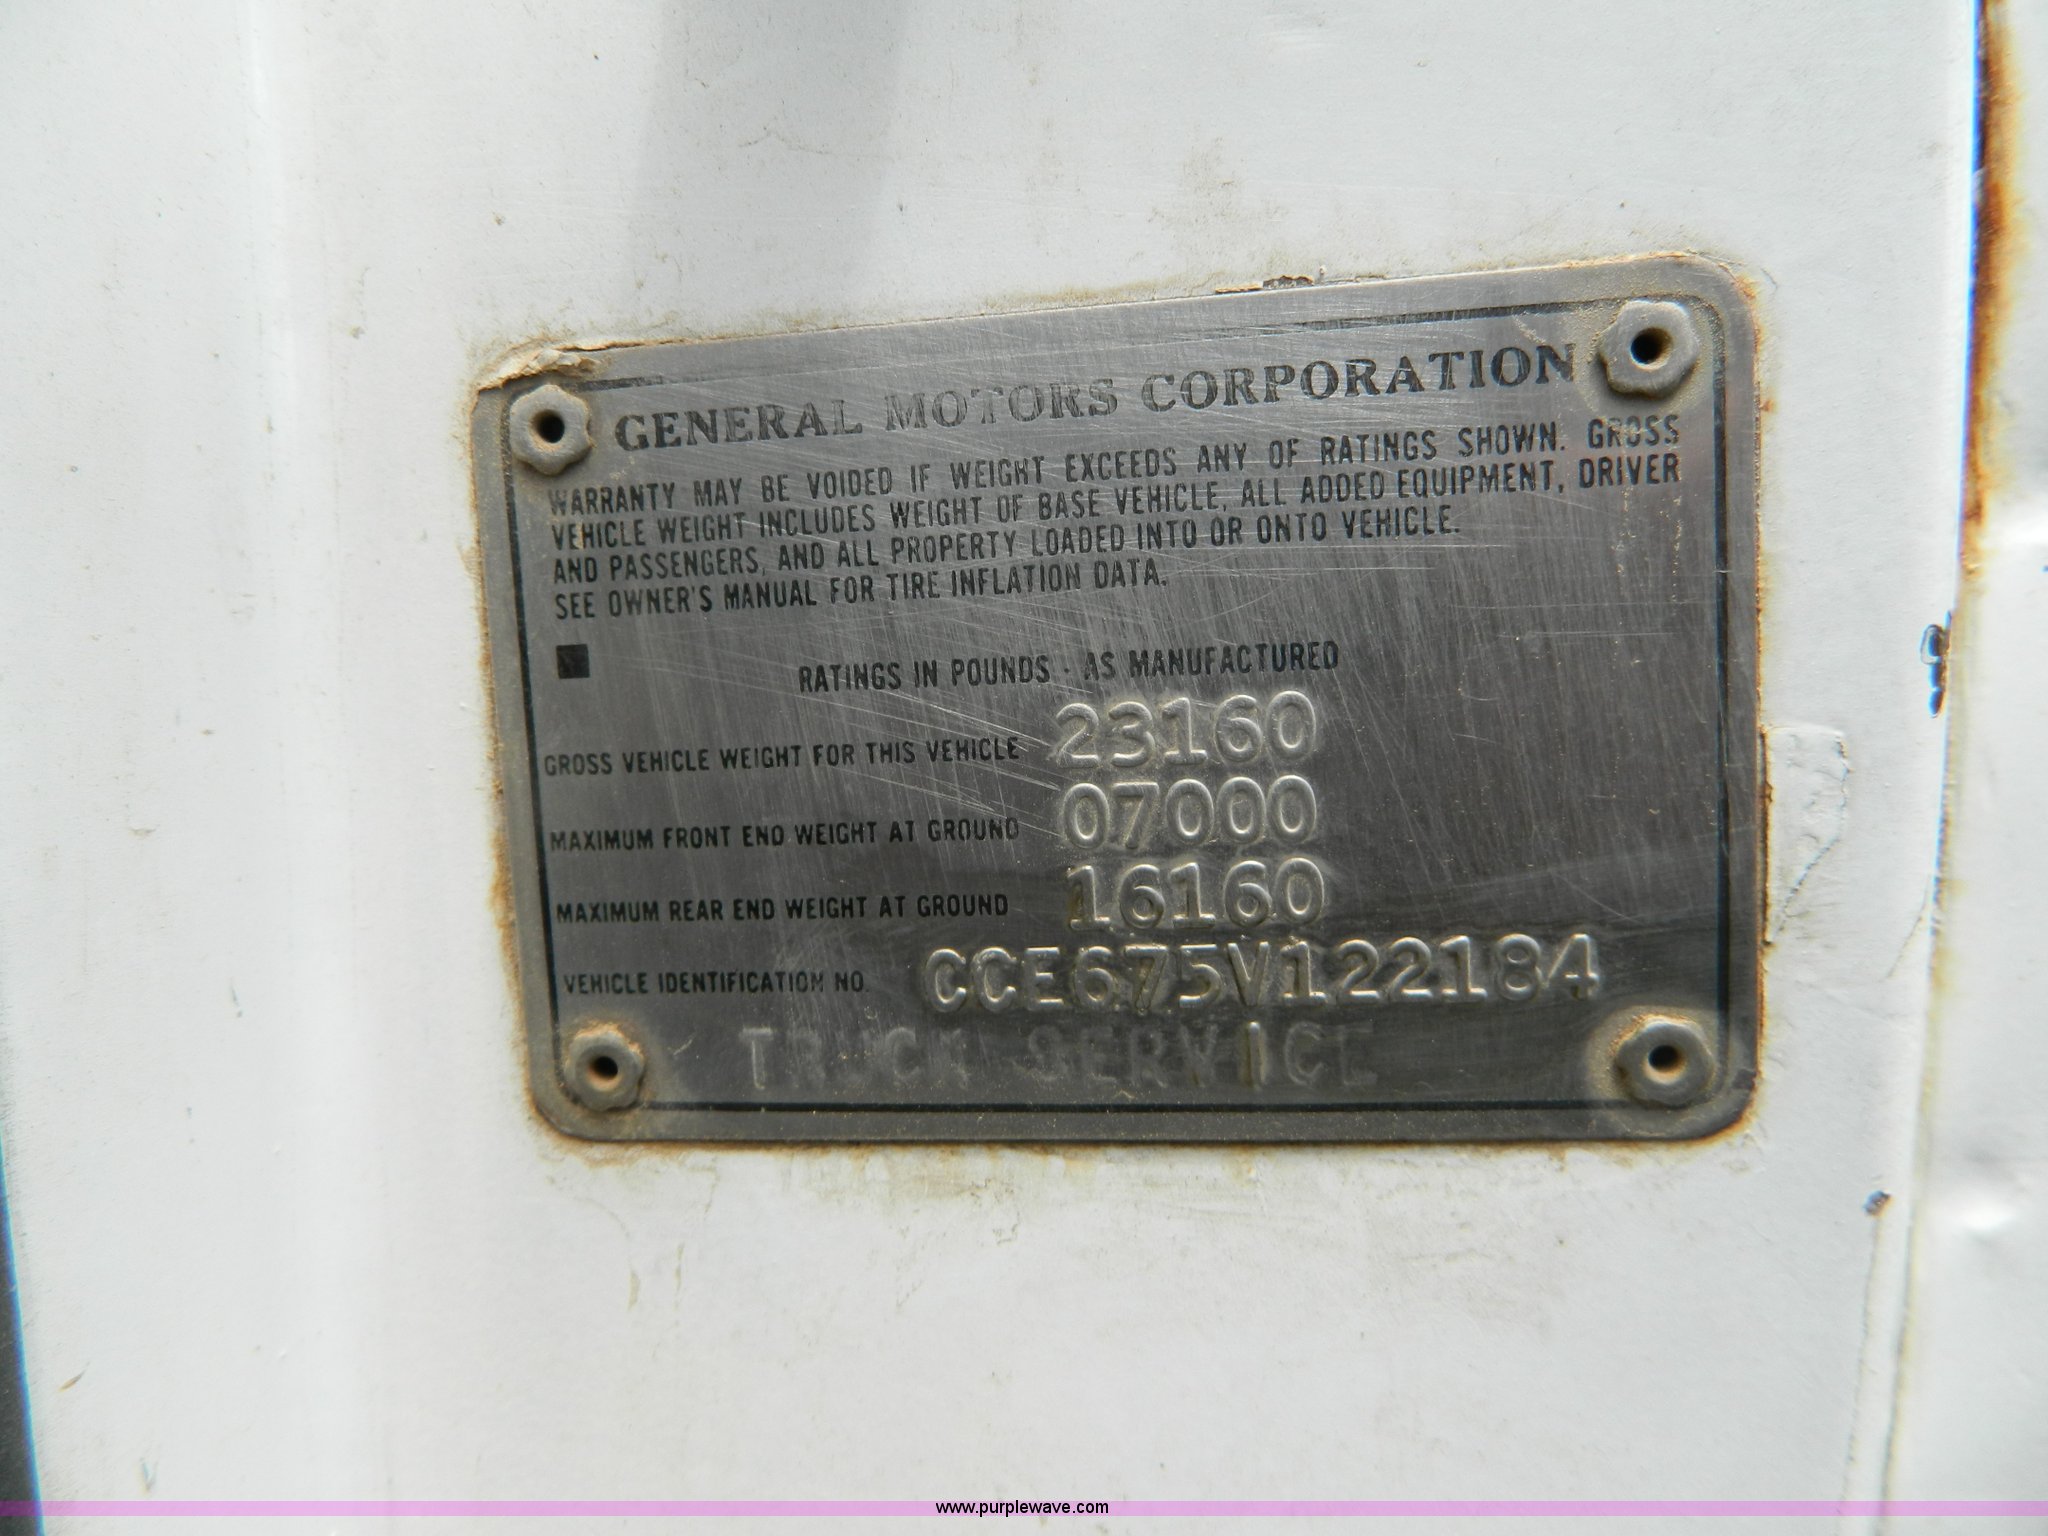 GENERAL MOTORS CORPORATION
WARRANTY MAY BE VOIDED IF WEIGHT EXCEEDS ANY OF RATINGS SHOWN. GROSS
VEHICLE WEIGHT INCLUDES WEIGHT OF BASE VEHICLE, ALL ADDED EQUIPMENT, DRIVER
AND PASSENGERS, AND ALL PROPERTY LOADED INTO OR ONTO VEHICLE.
SEE OWNER'S MANUAL FOR TIRE INFLATION DATA.
RATINGS IN POUNDS - AS MANUFACTURED
GROSS VEHICLE WEIGHT FOR THIS VEHICLE 23160
MAXIMUM FRONT END WEIGHT AT GROUND 07000
MAXIMUM REAR END WEIGHT AT GROUND 16160
VEHICLE IDENTIFICATION NO. CCE675V122184
TRUCK SERVICE
www.purplewave.com